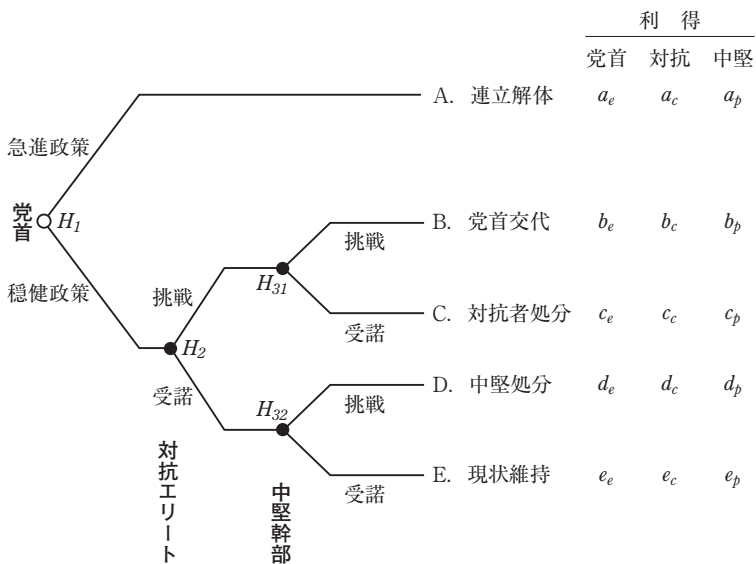 利 得
党首 対抗 中堅
A. 連立解体 a_e a_c a_p
急進政策
党首
H_1
B. 党首交代 b_e b_c b_p
挑戦
穏健政策
挑戦
H_31
C. 対抗者処分 c_e c_c c_p
受諾
H_2
D. 中堅処分 d_e d_c d_p
受諾
H_32
挑戦
E. 現状維持 e_e e_c e_p
受諾
対抗エリート
中堅幹部